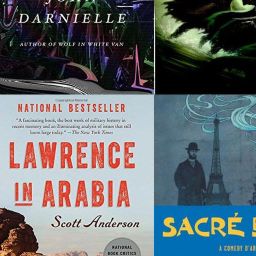 DARNIELLE
AUTHOR OF WOLF IN WHITE VAN
NATIONAL BESTSELLER
"A fascinating book, the best work of military history in
recent memory and an illuminating analysis of issues that still
loom large today." —The New York Times
LAWRENCE
IN ARABIA
Scott Anderson
NATIONAL
BOOK CRITICS
SACRÉ
A COMEDY D'AR